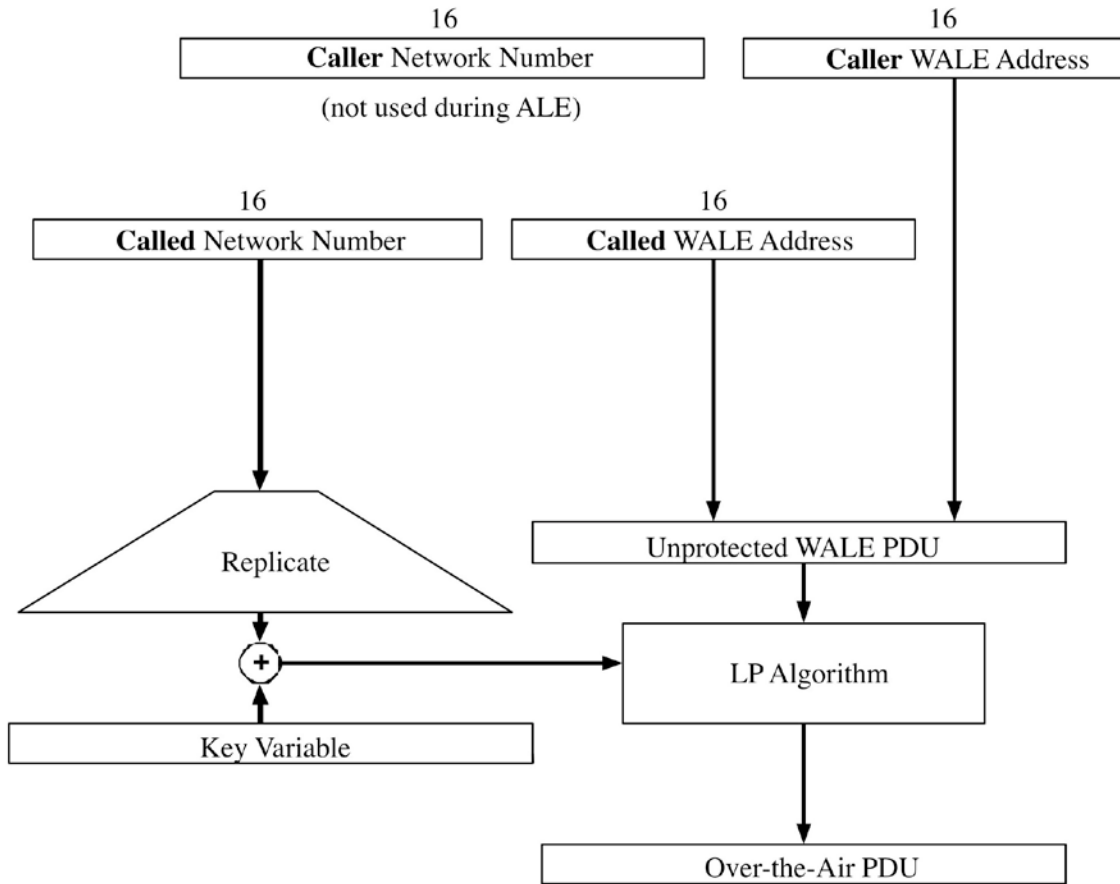 16
Caller Network Number
(not used during ALE)
16
Caller WALE Address
16
Called Network Number
16
Called WALE Address
Replicate
+
Key Variable
Unprotected WALE PDU
LP Algorithm
Over-the-Air PDU